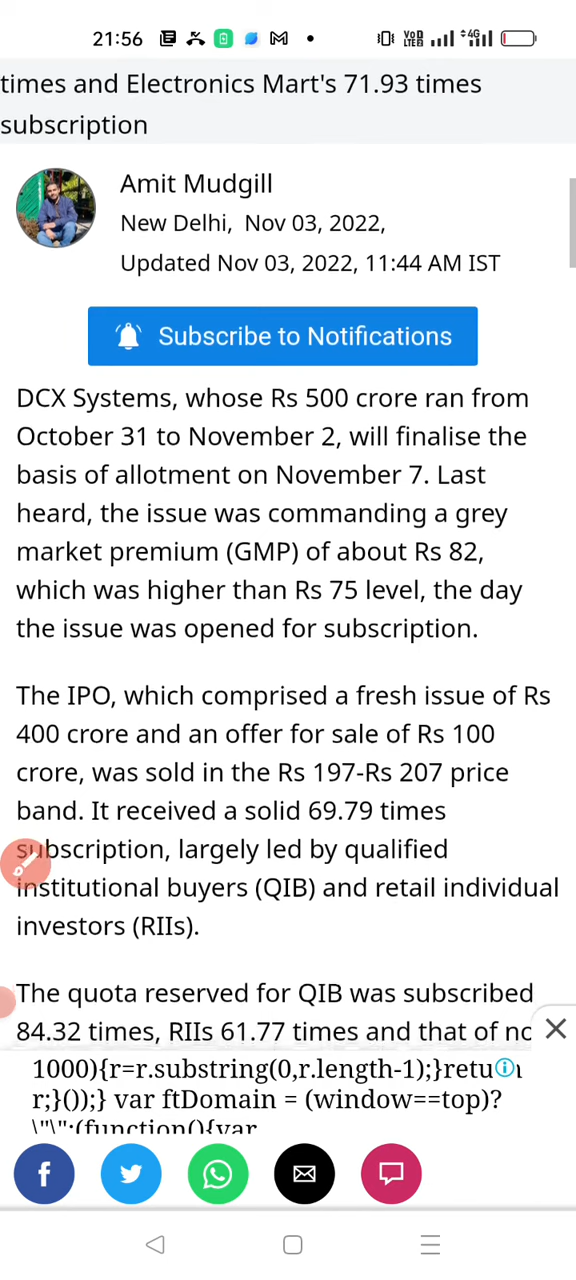 21:56
VoD
LTE2
4G
times and Electronics Mart's 71.93 times
subscription
Amit Mudgill
New Delhi, Nov 03, 2022,
Updated Nov 03, 2022, 11:44 AM IST
Subscribe to Notifications
DCX Systems, whose Rs 500 crore ran from
October 31 to November 2, will finalise the
basis of allotment on November 7. Last
heard, the issue was commanding a grey
market premium (GMP) of about Rs 82,
which was higher than Rs 75 level, the day
the issue was opened for subscription.
The IPO, which comprised a fresh issue of Rs
400 crore and an offer for sale of Rs 100
crore, was sold in the Rs 197-Rs 207 price
band. It received a solid 69.79 times
subscription, largely led by qualified
institutional buyers (QIB) and retail individual
investors (RIIs).
The quota reserved for QIB was subscribed
84.32 times, RIIs 61.77 times and that of
1000){r=r.substring(0,r.length-1);}retu
r;}());} var ftDomain = (window==top)?
\"\":(function(){var